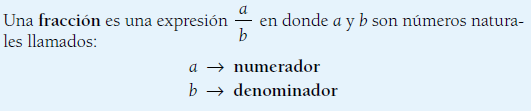 Una fracción es una expresión a/b en donde a y b son números natura-
les llamados:
a → numerador
b → denominador